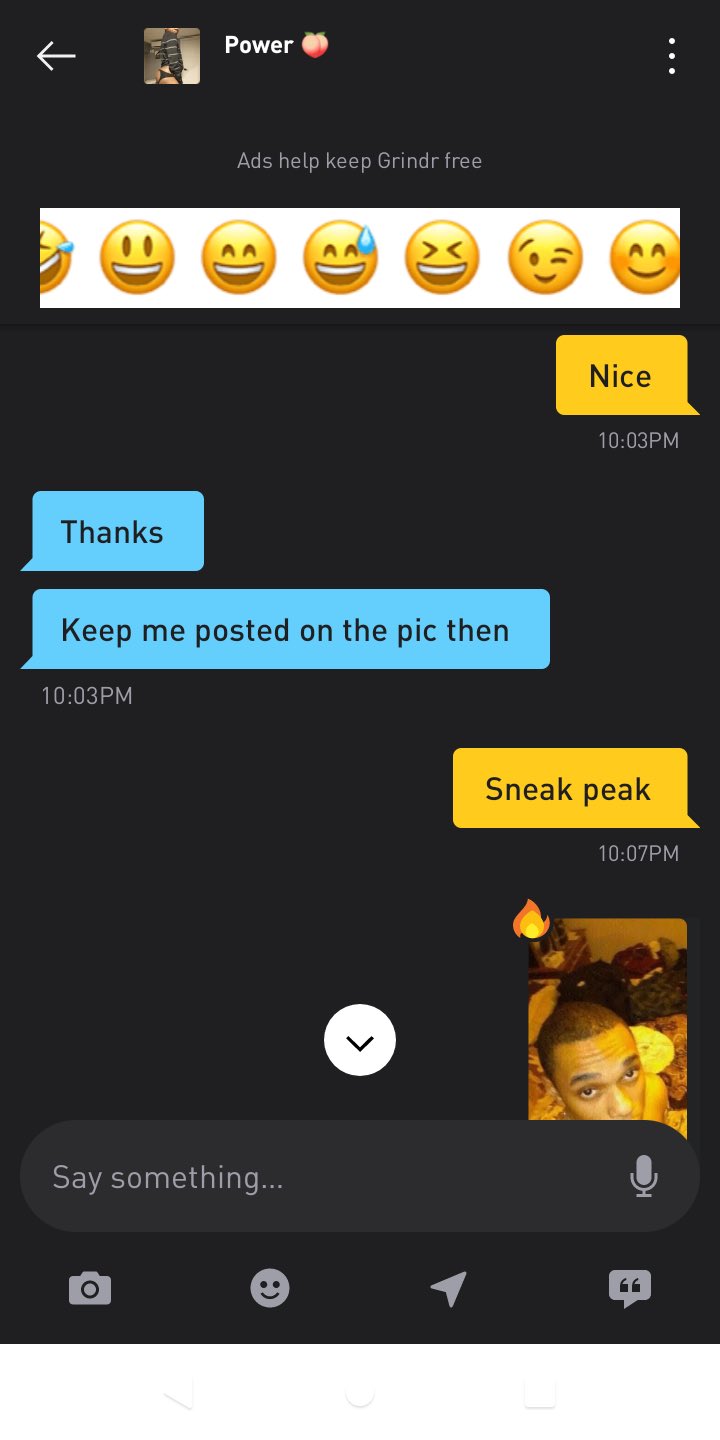 Power 🍑
Ads help keep Grindr free
Nice
10:03PM
Thanks
Keep me posted on the pic then
10:03PM
Sneak peak
10:07PM
Say something...